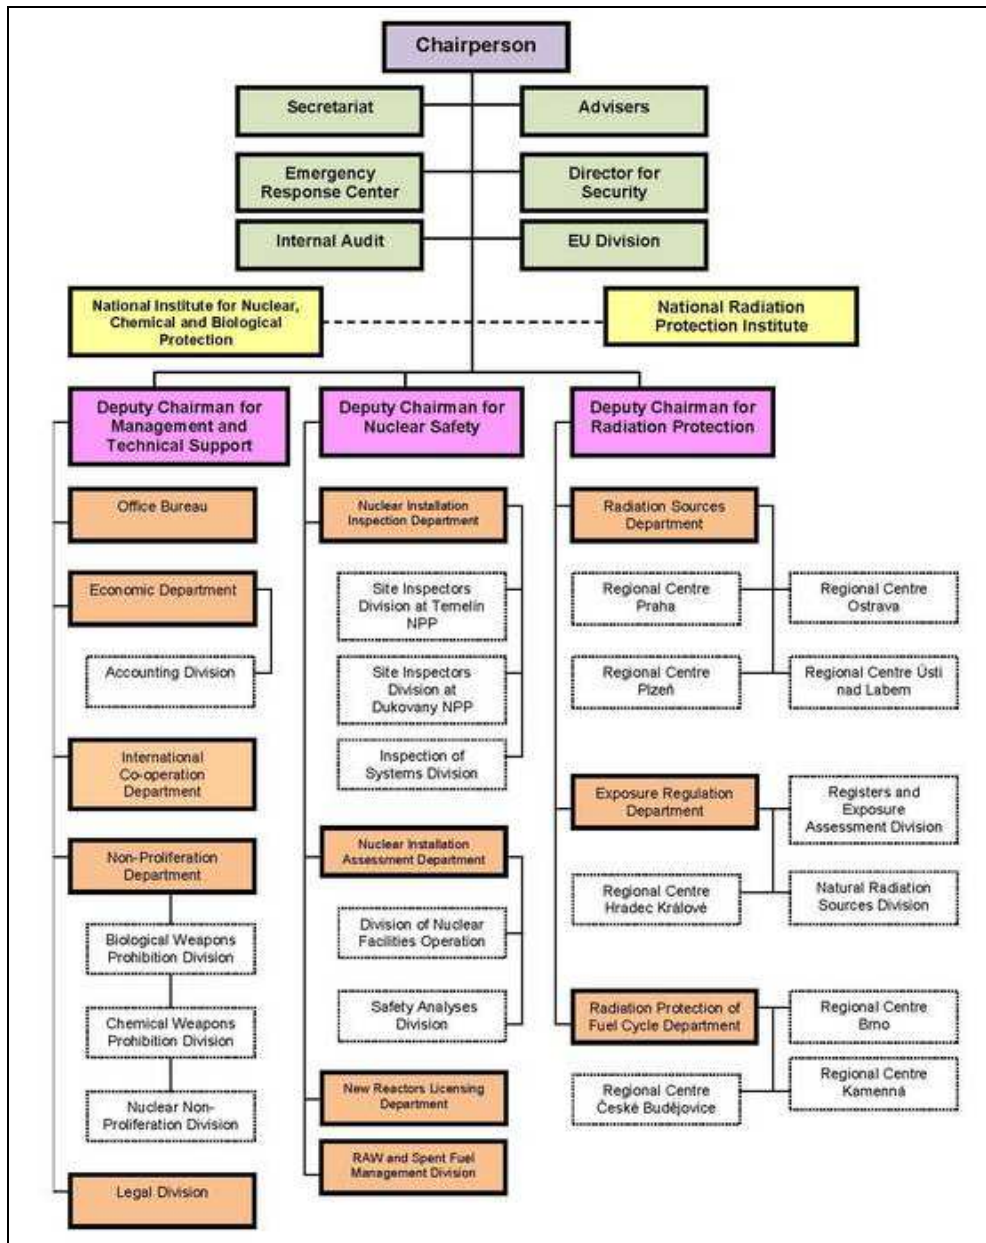 Chairperson
Secretariat
Advisers
Emergency
Response Center
Director for
Security
Internal Audit
EU Division
National Institute for Nuclear,
Chemical and Biological
Protection
National Radiation
Protection Institute
Deputy Chairman for
Management and
Technical Support
Deputy Chairman for
Nuclear Safety
Deputy Chairman for
Radiation Protection
Office Bureau
Economic Department
Accounting Division
International
Co-operation
Department
Non-Proliferation
Department
Biological Weapons
Prohibition Division
Chemical Weapons
Prohibition Division
Nuclear Non-
Proliferation Division
Legal Division
Nuclear Installation
Inspection Department
Site Inspectors
Division at Temelín
NPP
Site Inspectors
Division at
Dukovany NPP
Inspection of
Systems Division
Nuclear Installation
Assessment Department
Division of Nuclear
Facilities Operation
Safety Analyses
Division
New Reactors Licensing
Department
RAW and Spent Fuel
Management Division
Radiation Sources
Department
Regional Centre
Praha
Regional Centre
Ostrava
Regional Centre
Plzeň
Regional Centre Ústí
nad Labem
Exposure Regulation
Department
Registers and
Exposure
Assessment Division
Regional Centre
Hradec Králové
Natural Radiation
Sources Division
Radiation Protection of
Fuel Cycle Department
Regional Centre
Brno
Regional Centre
České Budějovice
Regional Centre
Kamenná